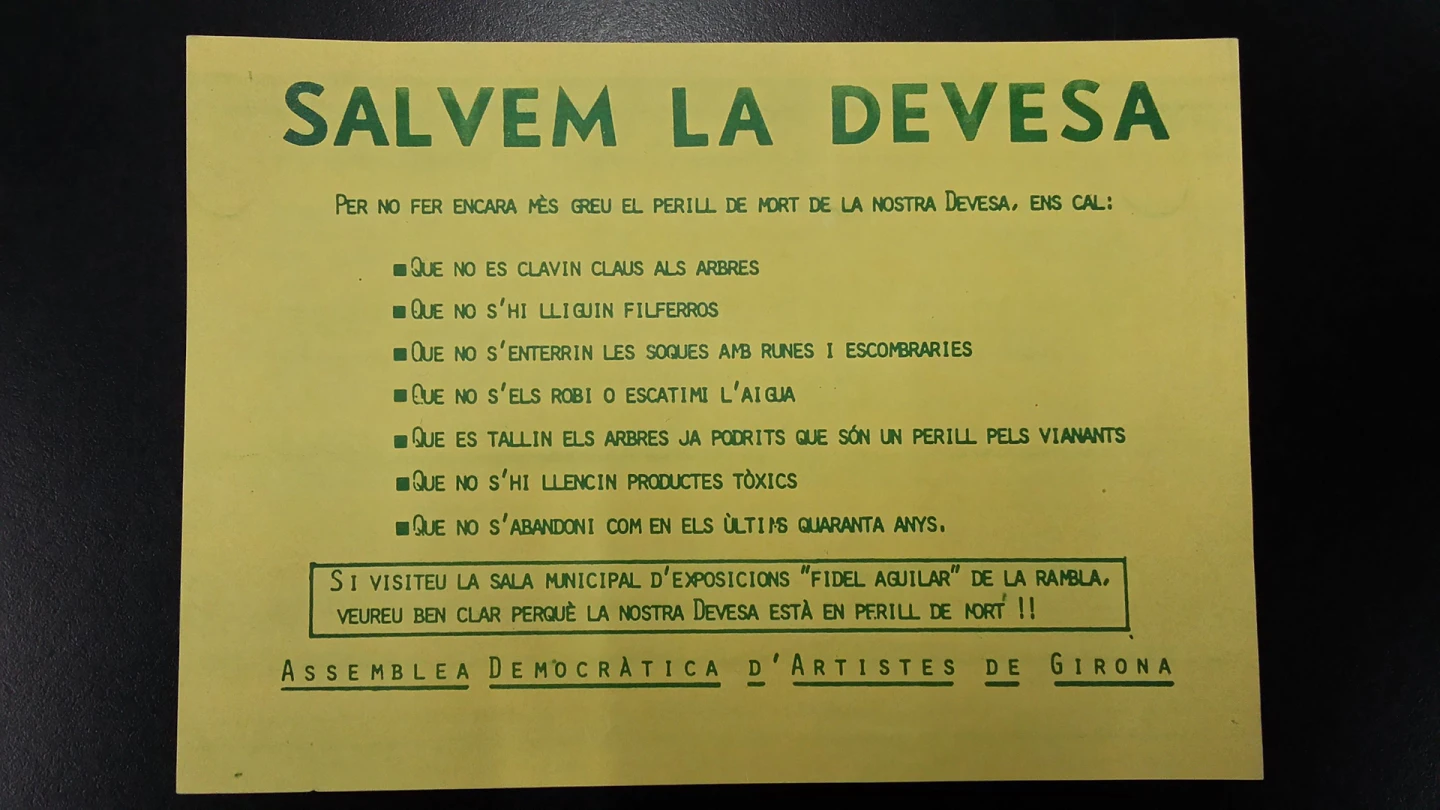 SALVEM LA DEVESA
PER NO FER ENCARA MÈS GREU EL PERILL DE MORT DE LA NOSTRA DEVESA, ENS CAL:
■ QUE NO ES CLAVIN CLAUS ALS ARBRES
■ QUE NO S'HI LLIGUIN FILFERROS
■ QUE NO S'ENTERRIN LES SOQUES AMB RUNES I ESCOMBRARIES
■ QUE NO S'ELS ROBI O ESCATIMI L'AIGUA
■ QUE ES TALLIN ELS ARBRES JA PODRITS QUE SÓN UN PERILL PELS VIANANTS
■ QUE NO S'HI LLENCIN PRODUCTES TÒXICS
■ QUE NO S'ABANDONI COM EN ELS ÙLTIMS QUARANTA ANYS.
SI VISITEU LA SALA MUNICIPAL D'EXPOSICIONS "FIDEL AGUILAR" DE LA RAMBLA,
VEUREU BEN CLAR PERQUÈ LA NOSTRA DEVESA ESTÀ EN PERILL DE MORT !!
ASSEMBLEA DEMOCRÀTICA D'ARTISTES DE GIRONA